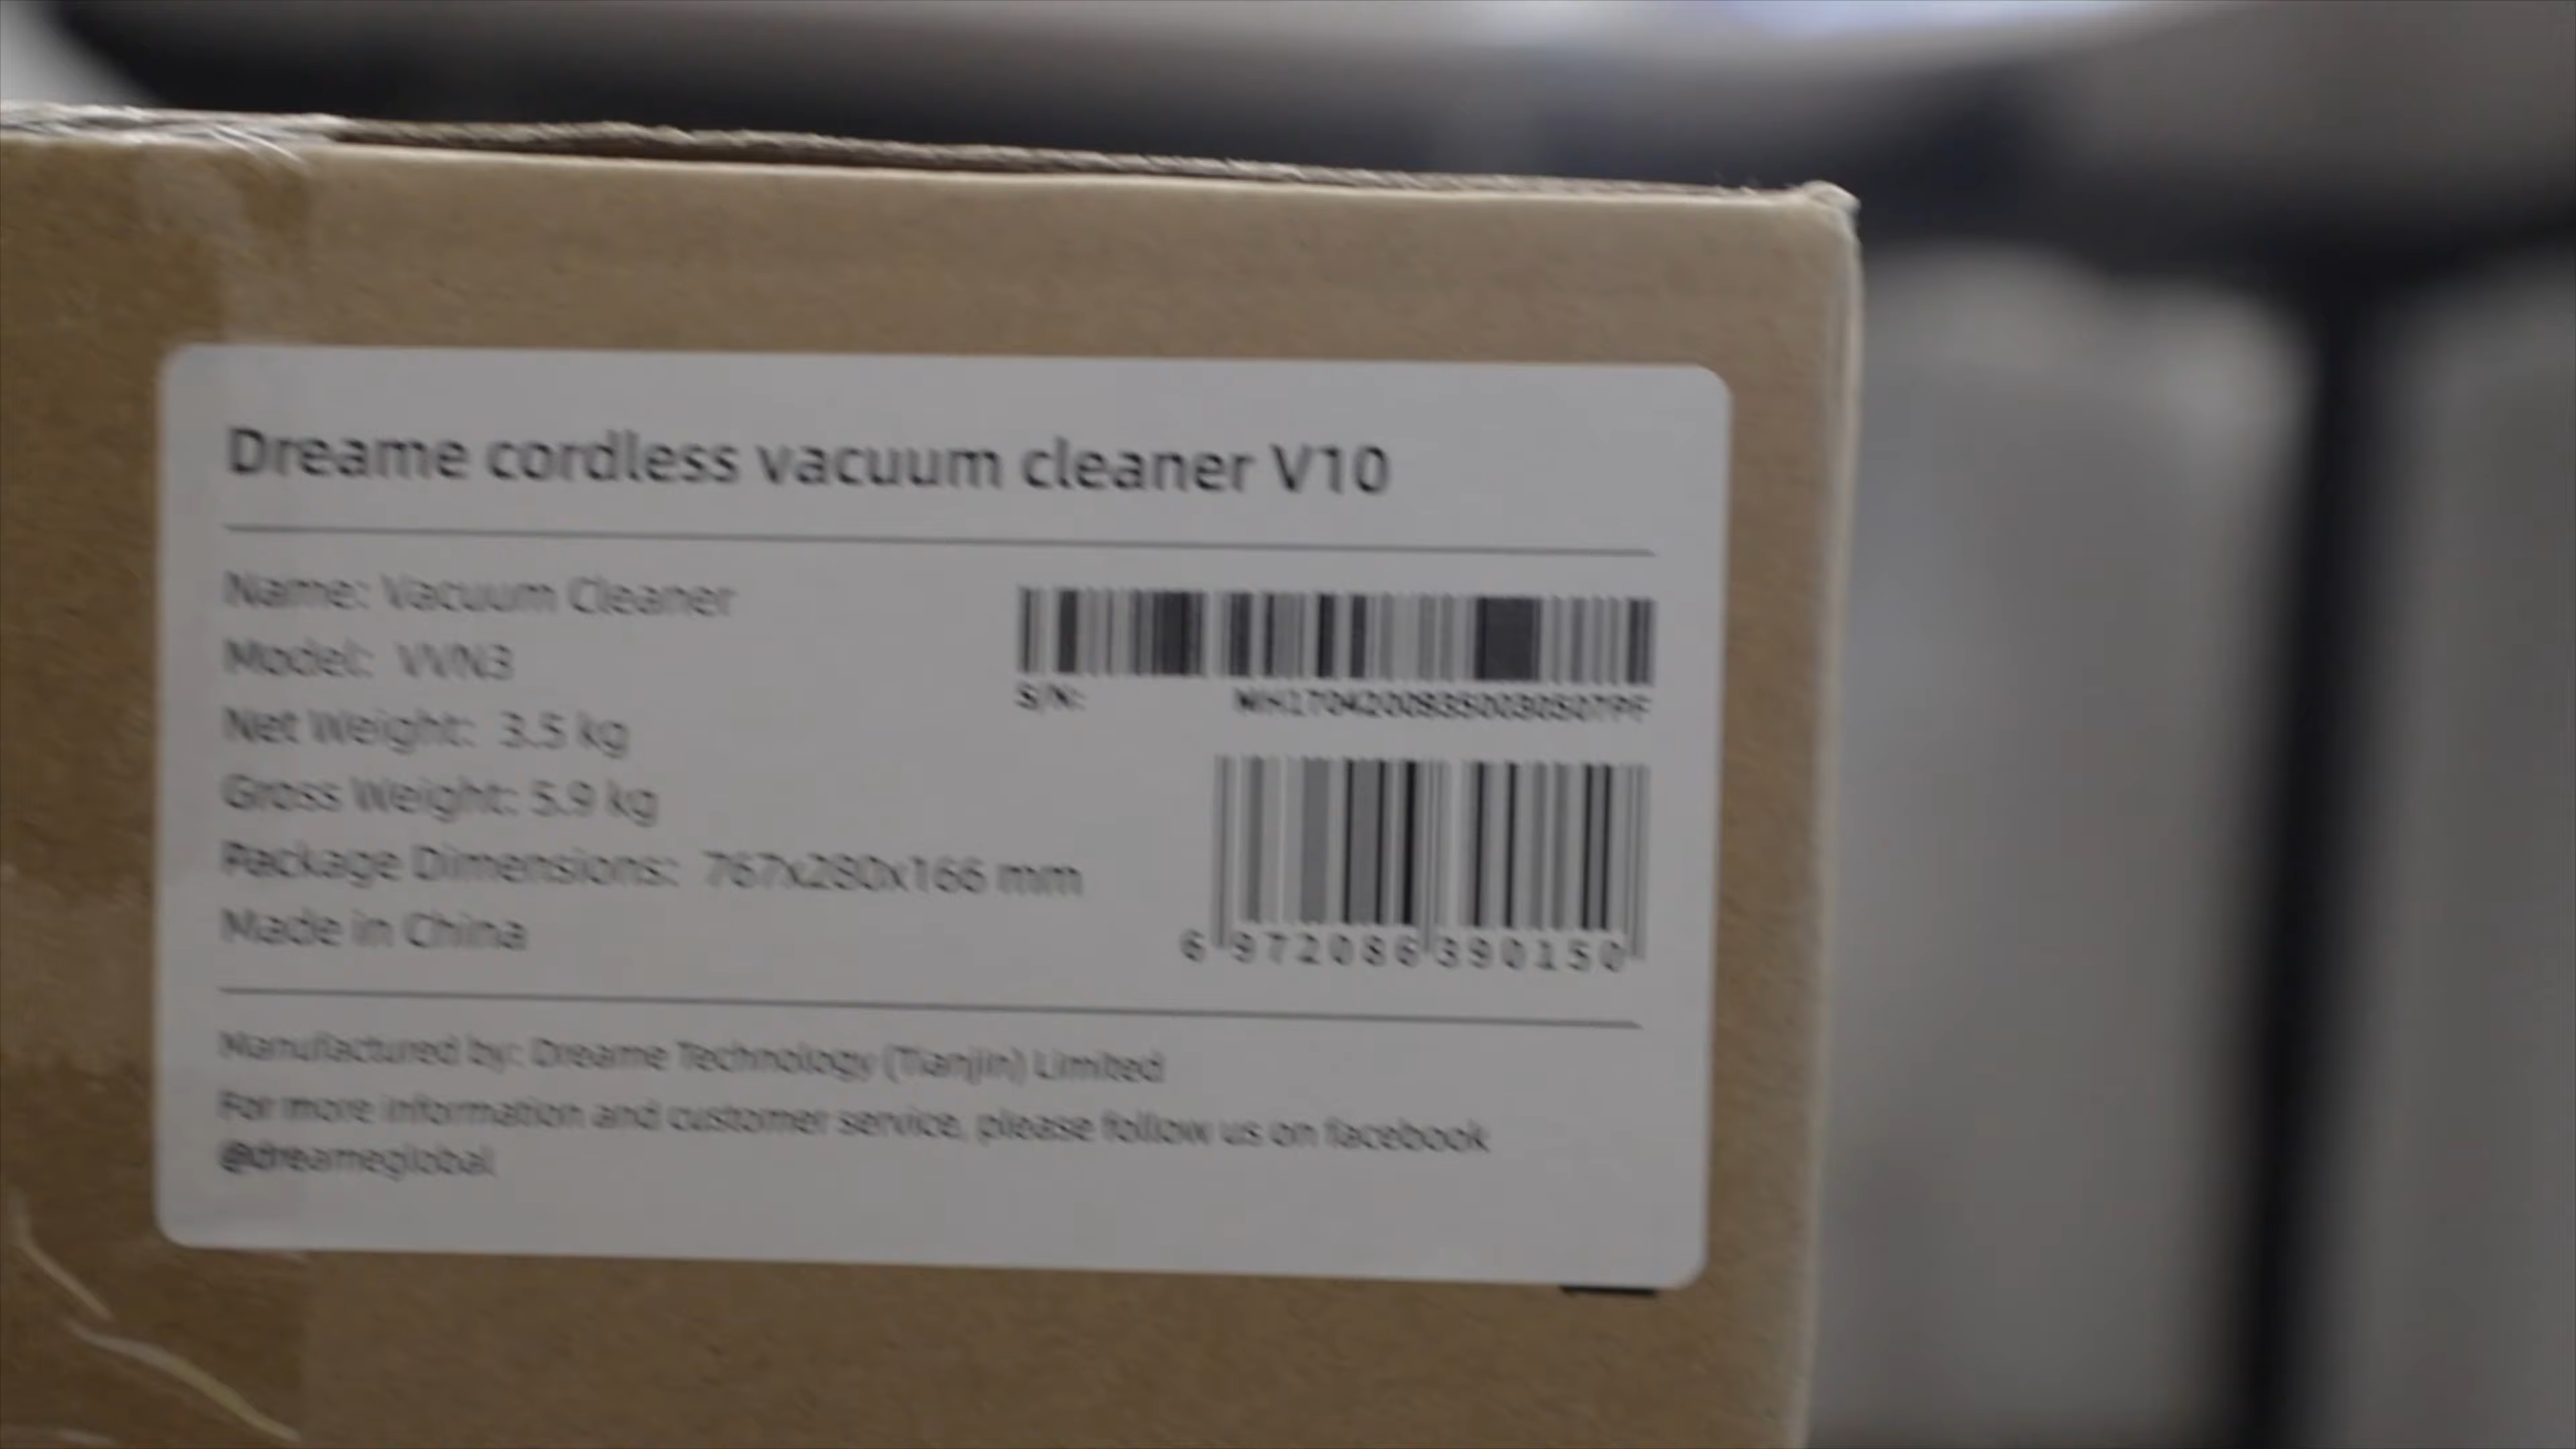 Dreame cordless vacuum cleaner V10
Name: Vacuum Cleaner
Model: VVN3
Net Weight: 3.5 kg
Gross Weight: 5.9 kg
Package Dimensions: 767x280x166 mm
Made in China
S/N:
6 972086 390150
Manufactured by: Dreame Technology (Tianjin) Limited
For more information and customer service, please follow us on facebook
@dreameglobal